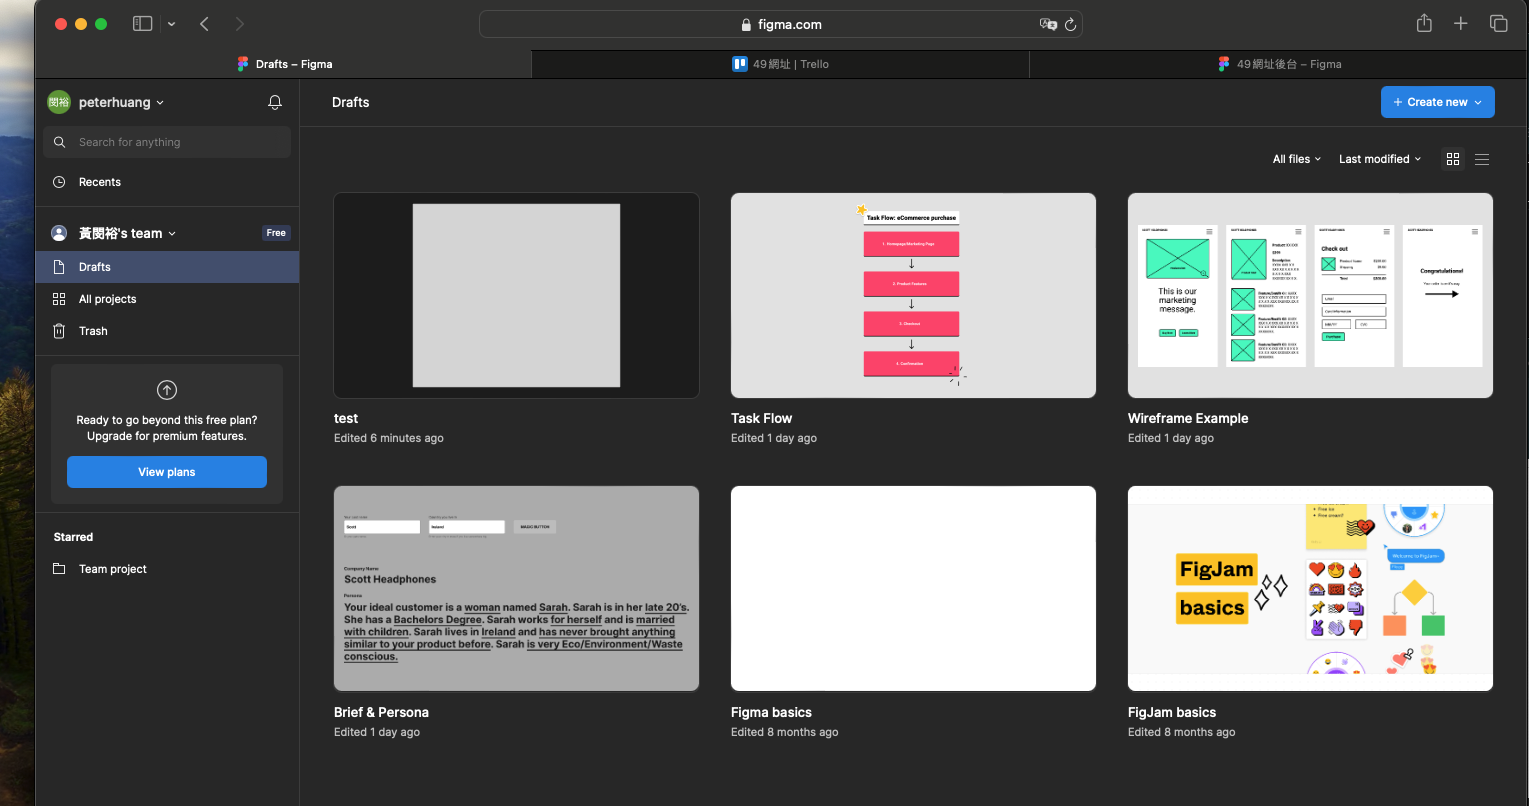 figma.com
Drafts – Figma
49網址 | Trello
49網址後台 – Figma
閔裕
peterhuang
Search for anything
Recents
黃閔裕's team
Free
Drafts
All projects
Trash
Ready to go beyond this free plan?
Upgrade for premium features.
View plans
Starred
Team project
Drafts
+ Create new
All files
Last modified
test
Edited 6 minutes ago
Task Flow: eCommerce purchase
1. Homepage/Marketing Page
2. Product Features
3. Checkout
4. Confirmation
Task Flow
Edited 1 day ago
SCOTT HEADPHONES
This is our
marketing
message.
Check out
Total
Congratulations!
Wireframe Example
Edited 1 day ago
Scott
Ireland
MAGIC BUTTON
Company Name
Scott Headphones
Persona
Your ideal customer is a woman named Sarah. Sarah is in her late 20's.
She has a Bachelors Degree. Sarah works for herself and is married
with children. Sarah lives in Ireland and has never brought anything
similar to your product before. Sarah is very Eco/Environment/Waste
conscious.
Brief & Persona
Edited 1 day ago
Figma basics
Edited 8 months ago
FigJam
basics
Welcome to FigJam
FigJam basics
Edited 8 months ago